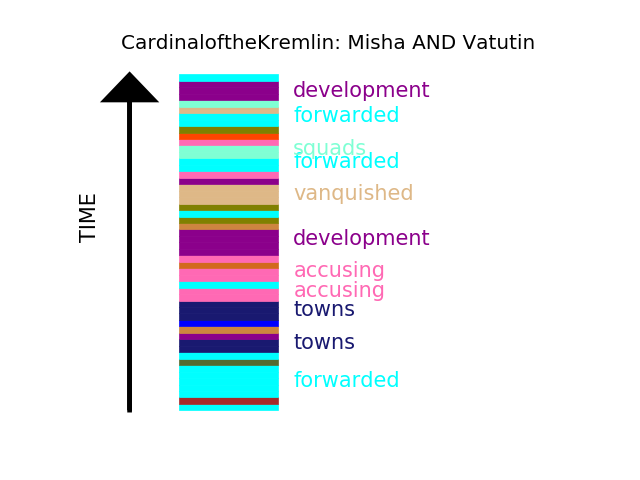 CardinaloftheKremlin: Misha AND Vatutin
TIME
development
forwarded
squads
forwarded
vanquished
development
accusing
accusing
towns
towns
forwarded